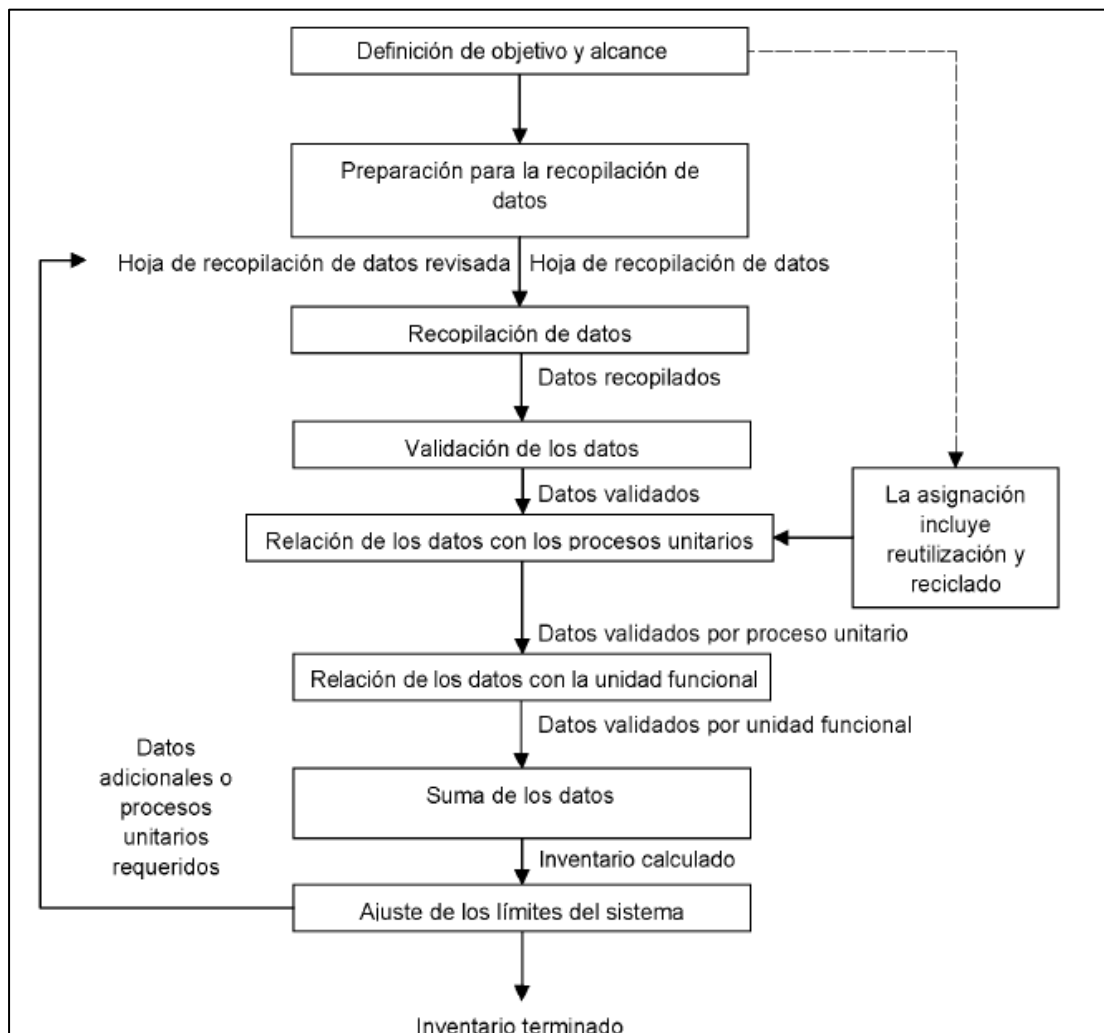 Definición de objetivo y alcance
Preparación para la recopilación de
datos
Hoja de recopilación de datos revisada
Hoja de recopilación de datos
Recopilación de datos
Datos recopilados
Validación de los datos
Datos validados
La asignación
incluye
reutilización y
reciclado
Relación de los datos con los procesos unitarios
Datos validados por proceso unitario
Relación de los datos con la unidad funcional
Datos validados por unidad funcional
Datos
adicionales o
procesos
unitarios
requeridos
Suma de los datos
Inventario calculado
Ajuste de los límites del sistema
Inventario terminado